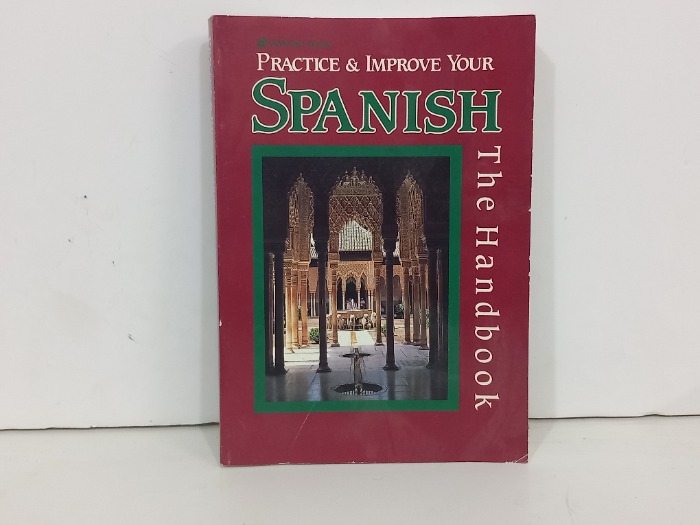 PRACTICE & IMPROVE YOUR
SPANISH
The Handbook